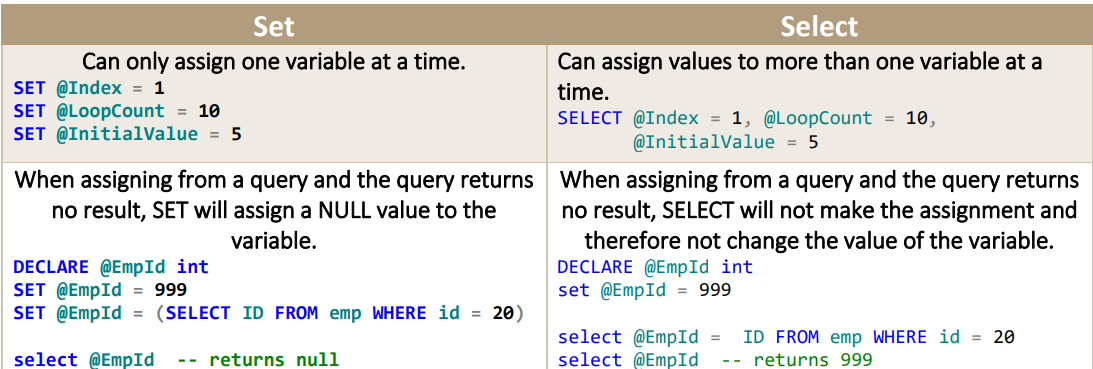 Set
Select
Can only assign one variable at a time.
SET @Index = 1
SET @LoopCount = 10
SET @InitialValue = 5
Can assign values to more than one variable at a
time.
SELECT @Index = 1, @LoopCount = 10,
@InitialValue = 5
When assigning from a query and the query returns
no result, SET will assign a NULL value to the
variable.
DECLARE @EmpId int
SET @EmpId = 999
SET @EmpId = (SELECT ID FROM emp WHERE id = 20)
select @EmpId -- returns null
When assigning from a query and the query returns
no result, SELECT will not make the assignment and
therefore not change the value of the variable.
DECLARE @EmpId int
set @EmpId = 999
select @EmpId = ID FROM emp WHERE id = 20
select @EmpId -- returns 999